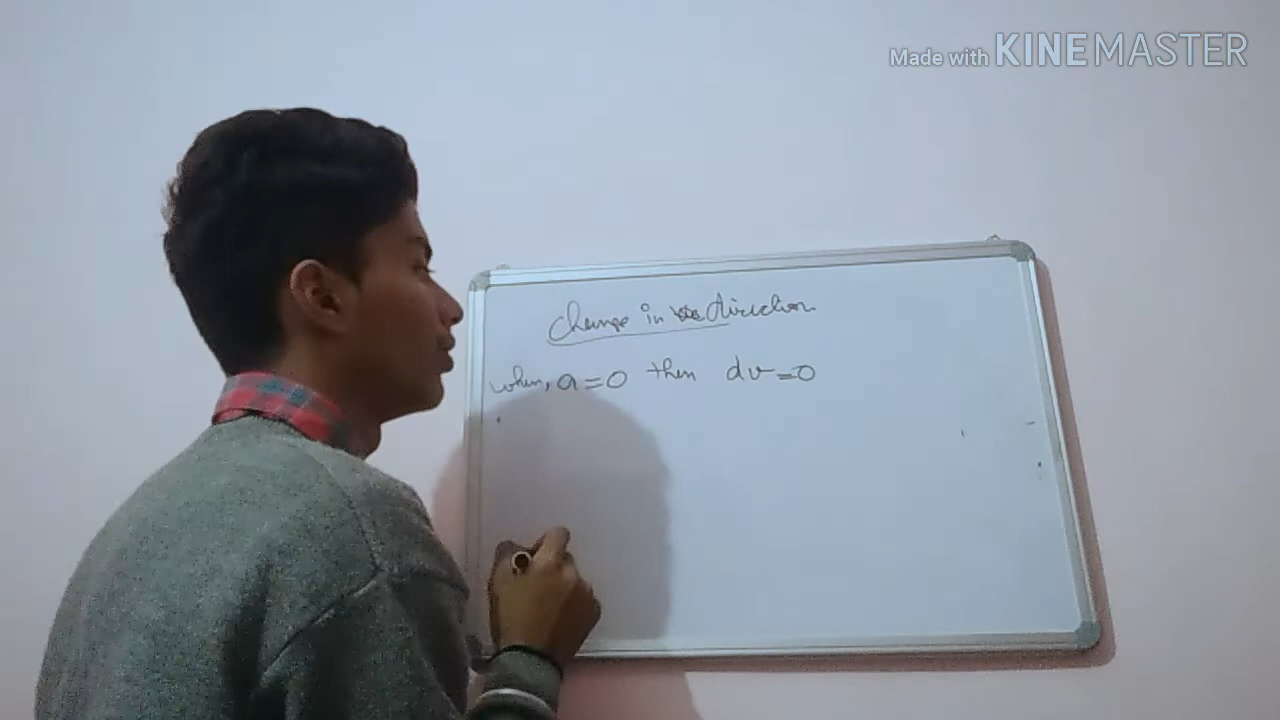 Made with KINEMASTER
Change in direction
when, a = 0 then dv = 0